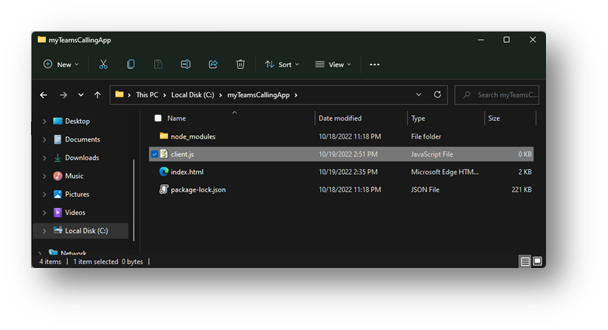 myTeamsCallingApp
New
Sort
View
This PC > Local Disk (C:) > myTeamsCallingApp >
Search myTeamsC...
Name Date modified Type Size
Desktop
Documents
Downloads
Music
Pictures
Videos
Local Disk (C:)
Network
node_modules 10/18/2022 11:18 PM File folder
client.js 10/19/2022 2:51 PM JavaScript File 0 KB
index.html 10/19/2022 2:35 PM Microsoft Edge HTM... 2 KB
package-lock.json 10/18/2022 11:18 PM JSON File 221 KB
4 items | 1 item selected 0 bytes |